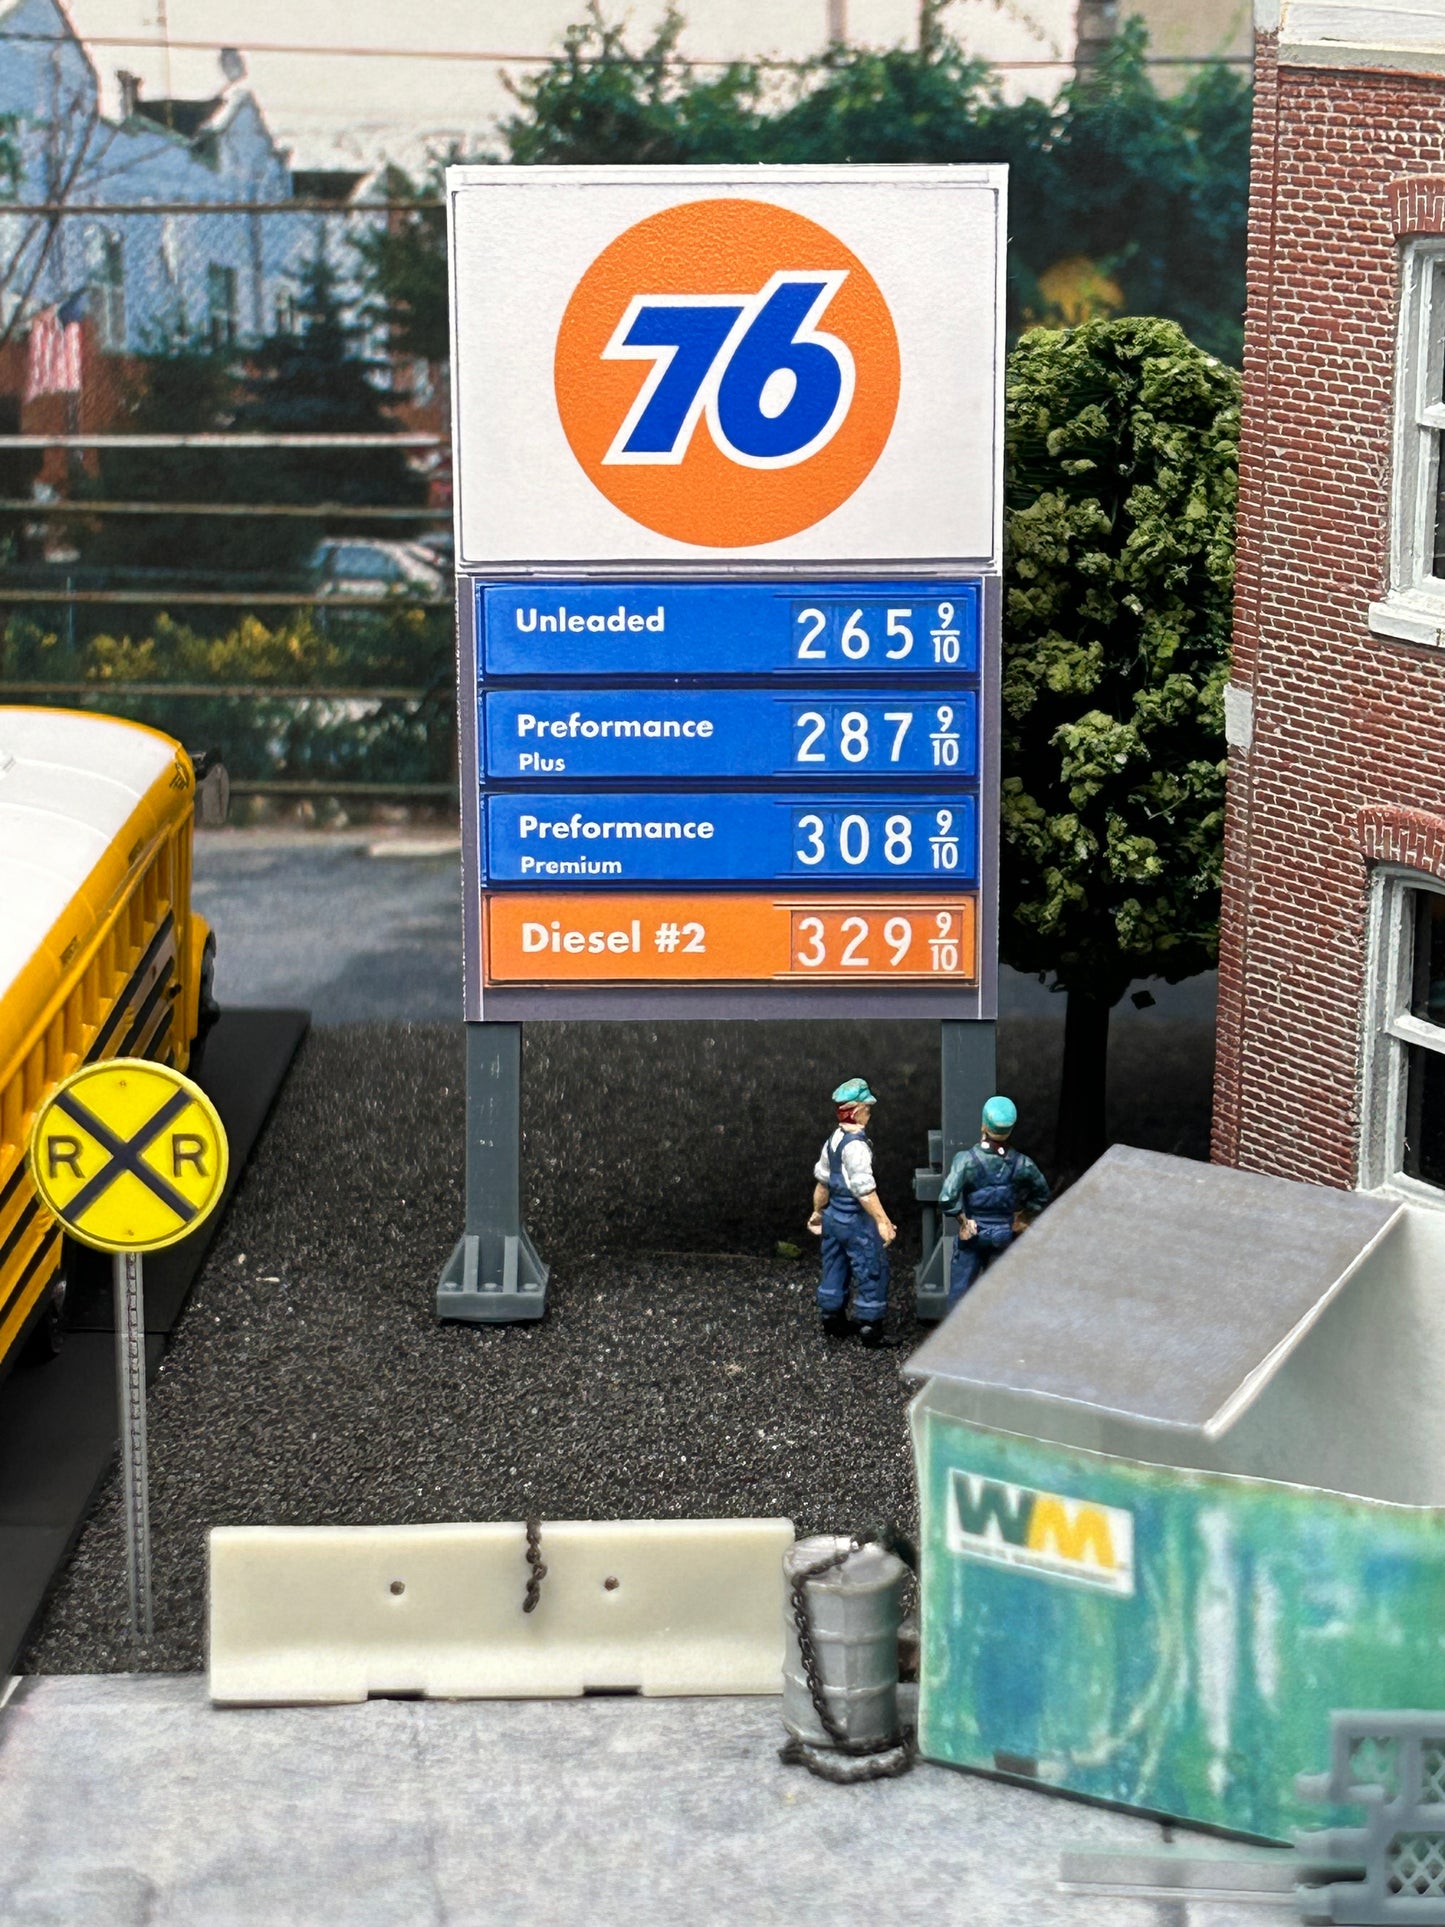 76
Unleaded 265 9/10
Preformance 287 9/10
Plus
Preformance 308 9/10
Premium
Diesel #2 329 9/10
R R
WM